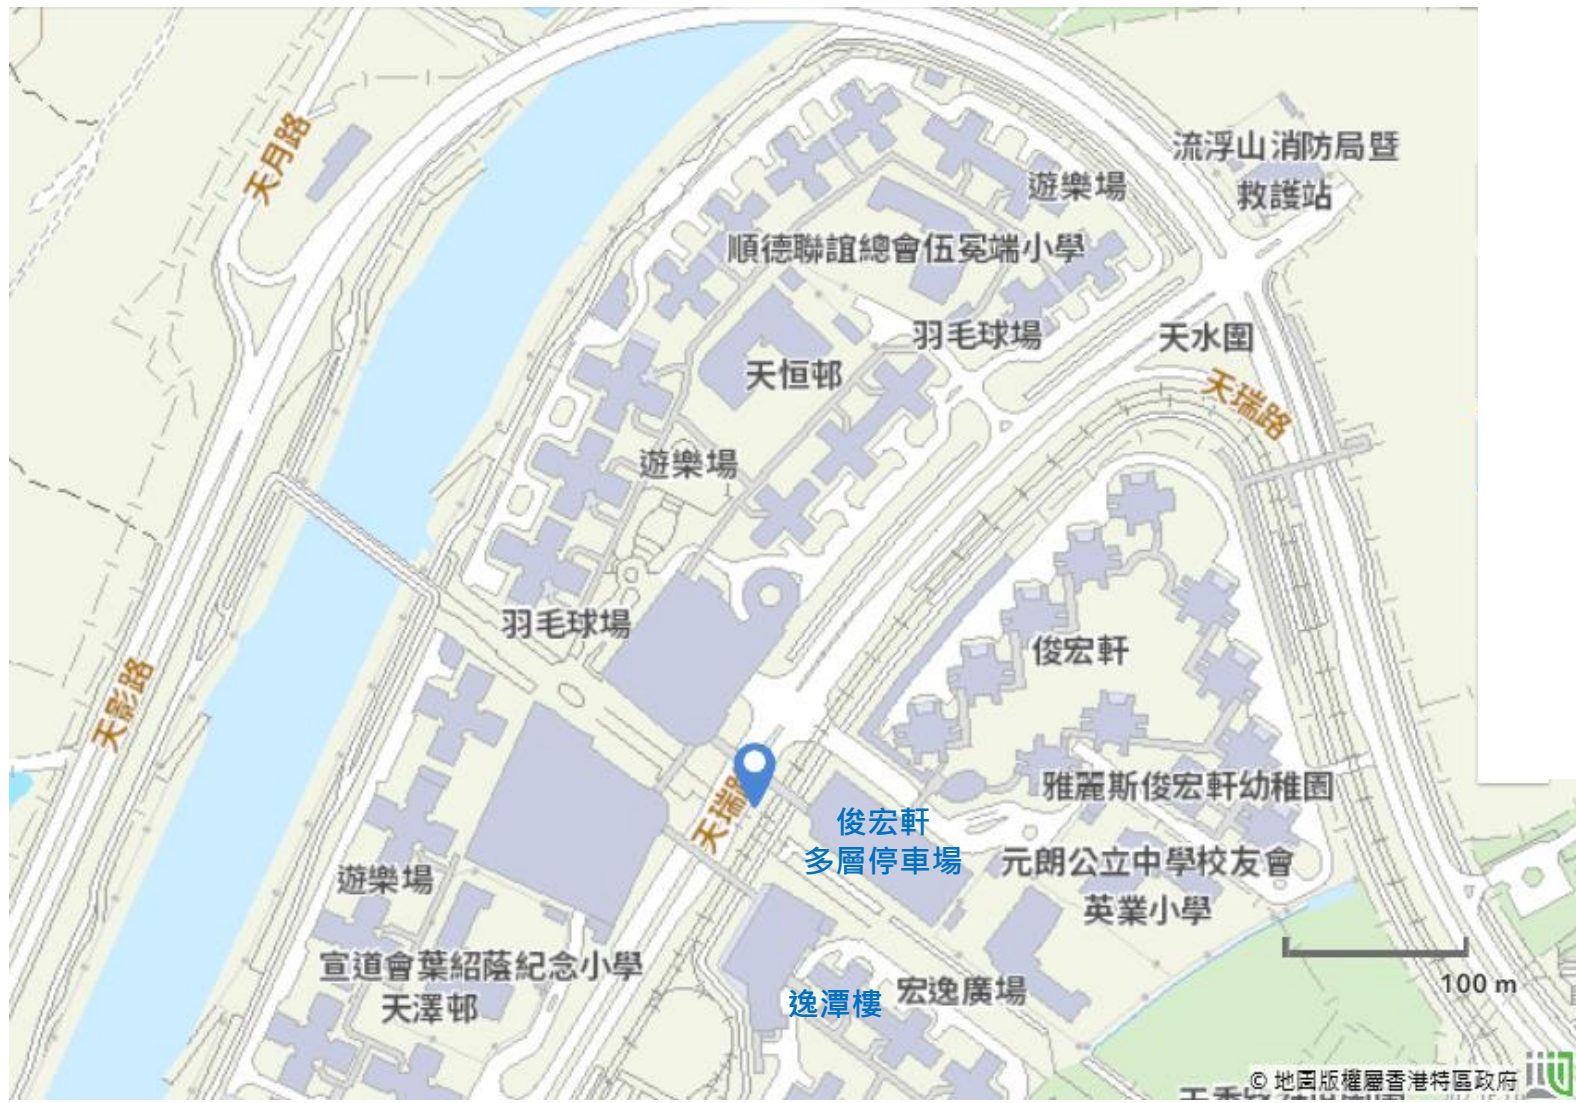 天月路
流浮山消防局暨
救護站
遊樂場
順德聯誼總會伍冕端小學
羽毛球場
天水圍
天恒邨
天瑞路
遊樂場
羽毛球場
俊宏軒
天影路
天瑞路
雅麗斯俊宏軒幼稚園
俊宏軒
多層停車場
元朗公立中學校友會
英業小學
遊樂場
宣道會葉紹蔭紀念小學
天澤邨
逸潭樓
宏逸廣場
100 m
© 地圖版權屬香港特區政府